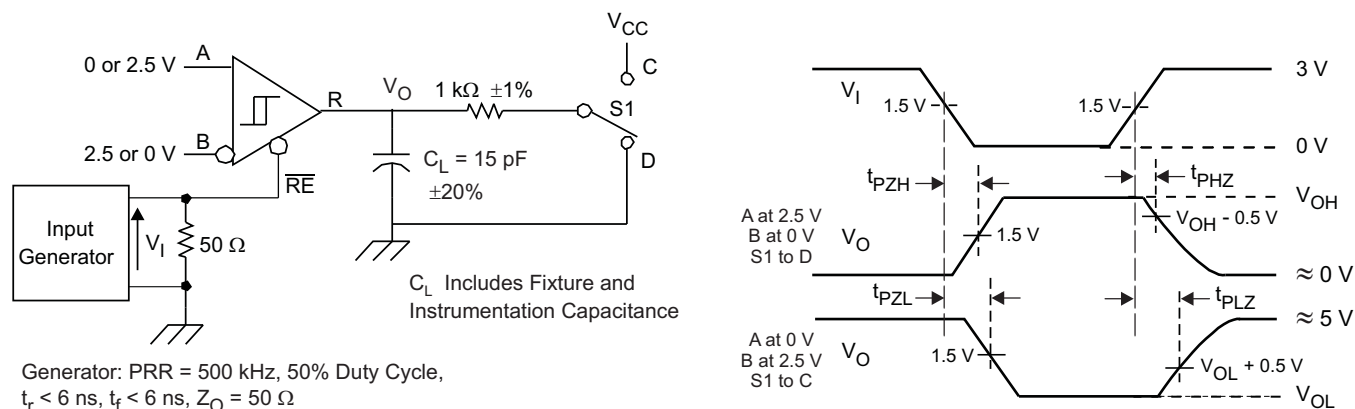 0 or 2.5 V
A
2.5 or 0 V
B
R
V_O
1 kΩ ±1%
V_CC
C
S1
D
C_L = 15 pF
±20%
R̅E̅
Input
Generator
V_I
50 Ω
C_L Includes Fixture and
Instrumentation Capacitance
Generator: PRR = 500 kHz, 50% Duty Cycle,
t_r < 6 ns, t_f < 6 ns, Z_O = 50 Ω
V_I
1.5 V
1.5 V
3 V
0 V
t_PZH
t_PHZ
V_OH
A at 2.5 V
B at 0 V
S1 to D
V_O
1.5 V
V_OH – 0.5 V
≈ 0 V
t_PZL
t_PLZ
≈ 5 V
A at 0 V
B at 2.5 V
S1 to C
V_O
1.5 V
V_OL + 0.5 V
V_OL